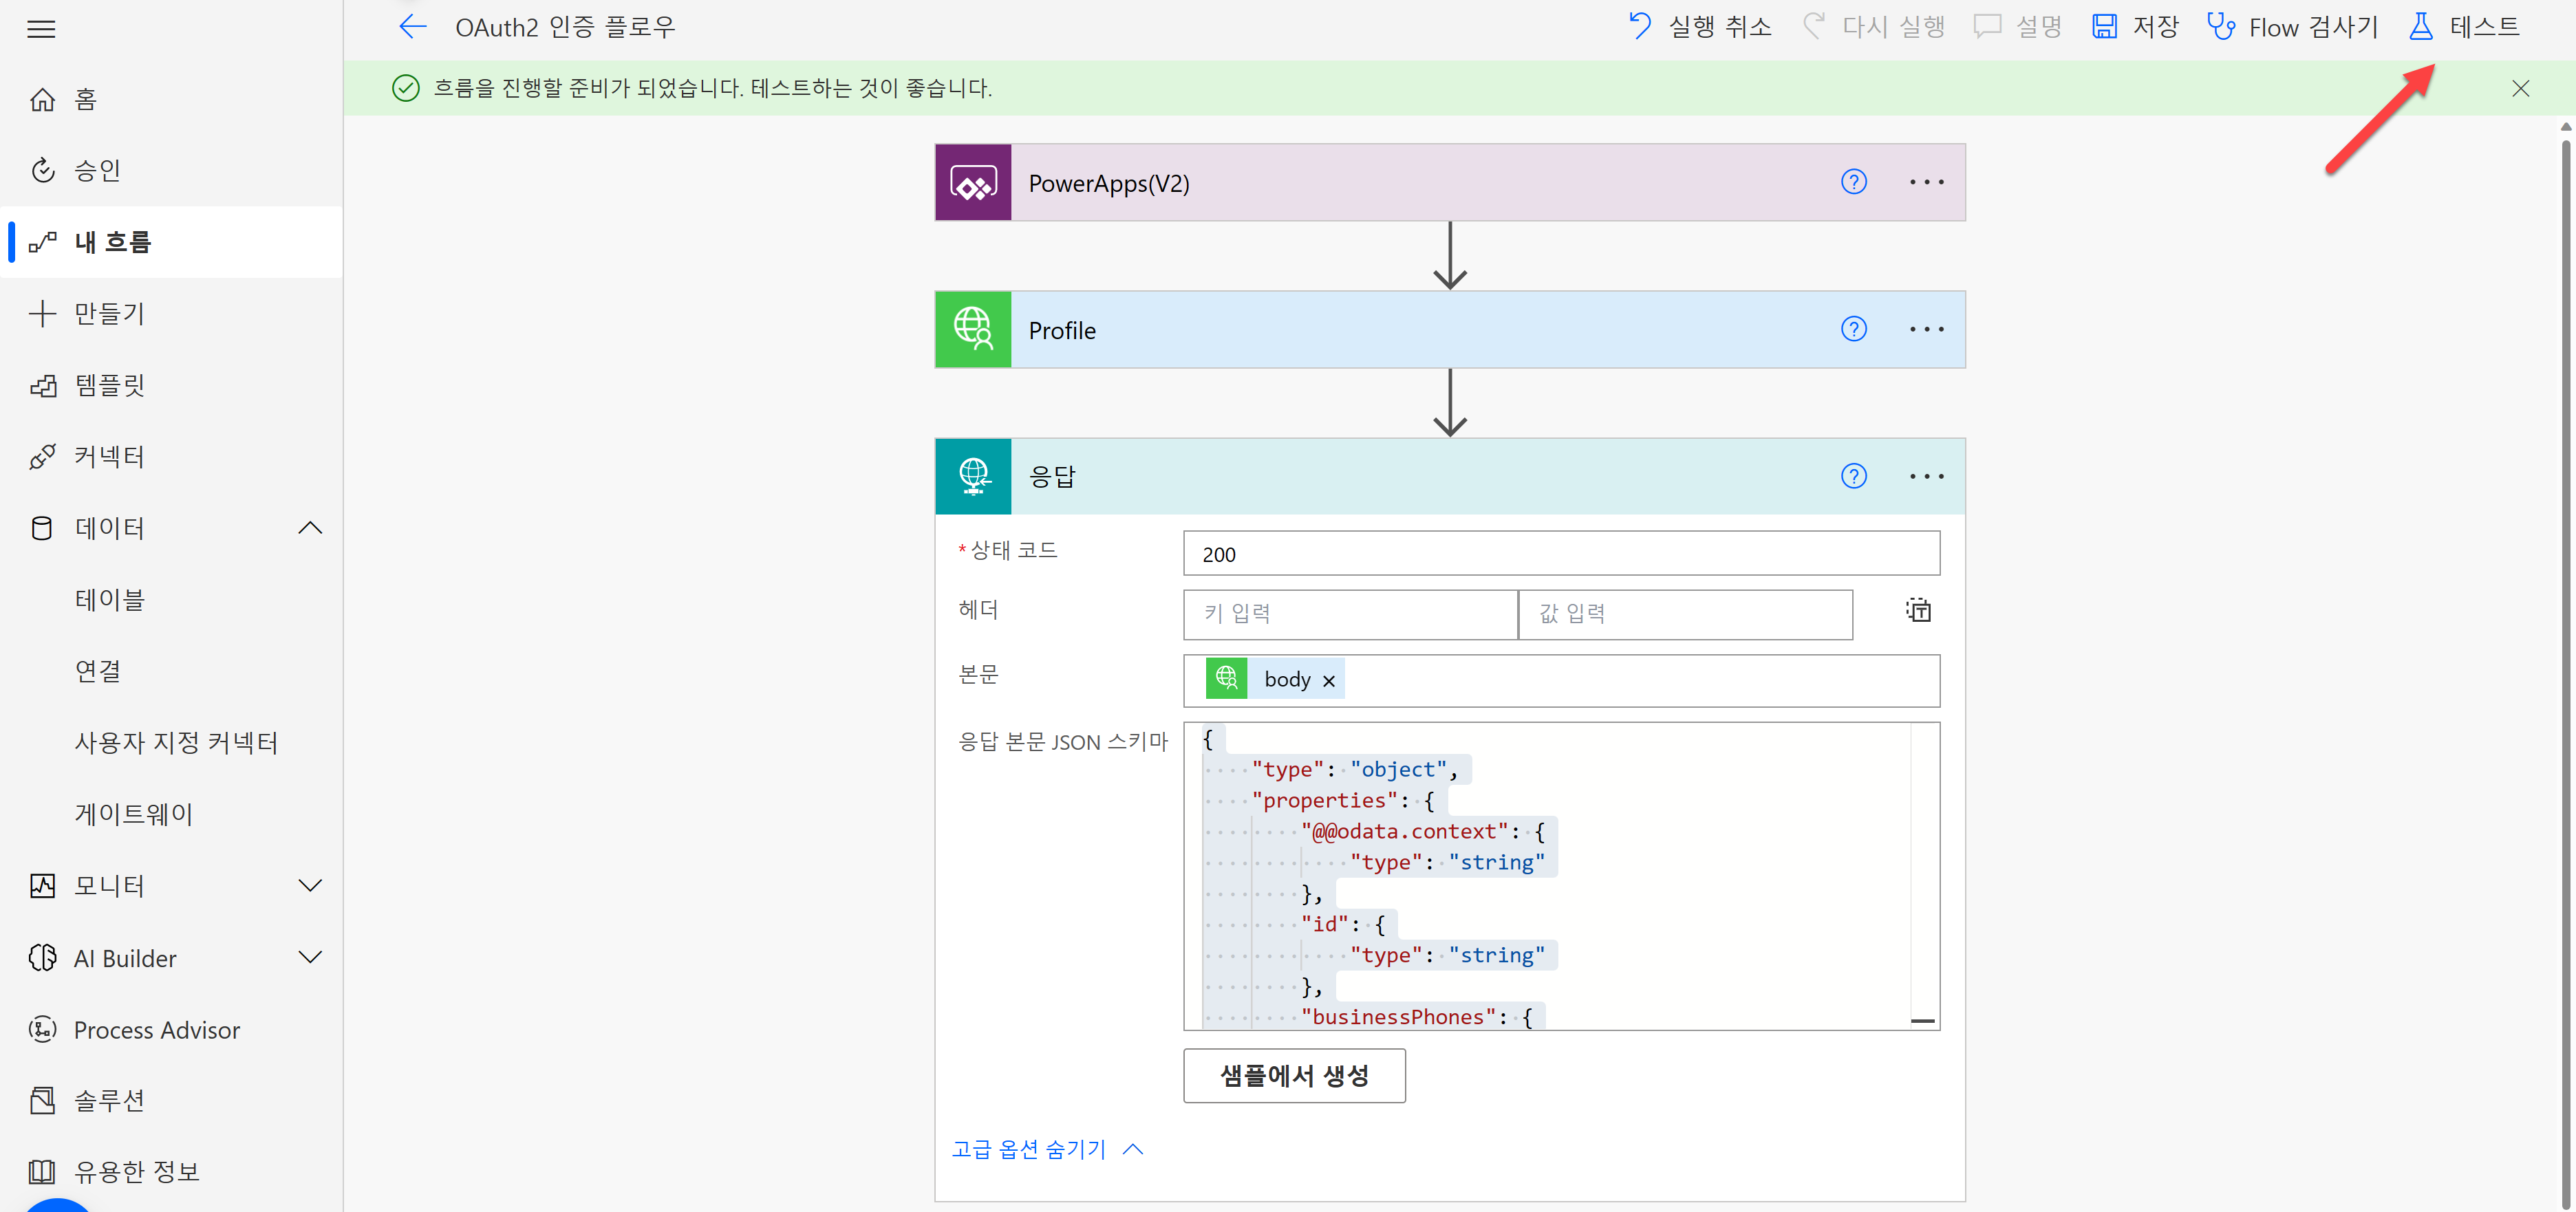 OAuth2 인증 플로우
실행 취소
다시 실행
설명
저장
Flow 검사기
테스트
흐름을 진행할 준비가 되었습니다. 테스트하는 것이 좋습니다.
홈
승인
내 흐름
만들기
템플릿
커넥터
데이터
테이블
연결
사용자 지정 커넥터
게이트웨이
모니터
AI Builder
Process Advisor
솔루션
유용한 정보
PowerApps(V2)
Profile
응답
*상태 코드
200
헤더
키 입력
값 입력
본문
body
응답 본문 JSON 스키마
{
"type": "object",
"properties": {
"@@odata.context": {
"type": "string"
},
"id": {
"type": "string"
},
"businessPhones": {
샘플에서 생성
고급 옵션 숨기기